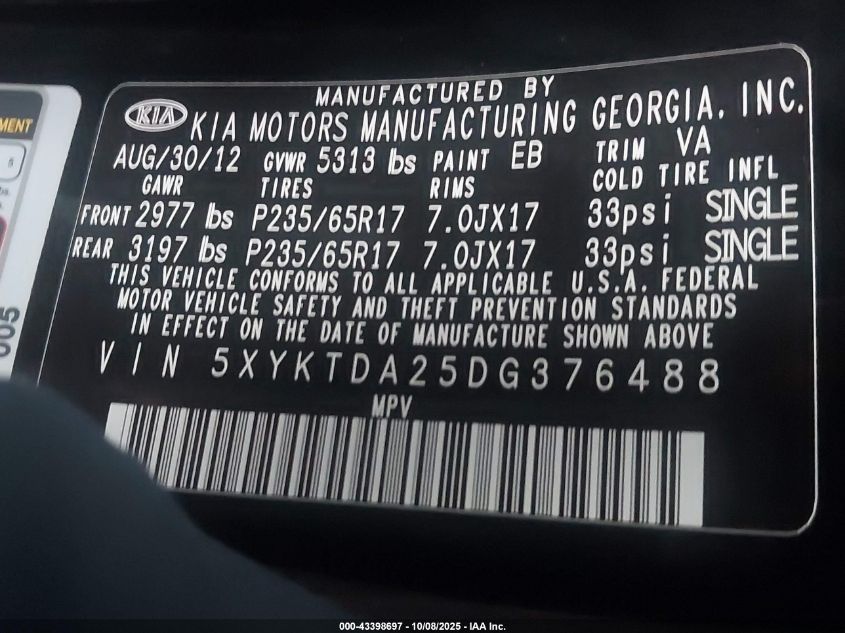 MANUFACTURED BY
KIA KIA MOTORS MANUFACTURING GEORGIA, INC.
AUG/30/12 GVWR 5313 lbs PAINT EB TRIM VA
GAWR TIRES RIMS COLD TIRE INFL
FRONT 2977 lbs P235/65R17 7.0JX17 33psi SINGLE
REAR 3197 lbs P235/65R17 7.0JX17 33psi SINGLE
THIS VEHICLE CONFORMS TO ALL APPLICABLE U.S.A. FEDERAL
MOTOR VEHICLE SAFETY AND THEFT PREVENTION STANDARDS
IN EFFECT ON THE DATE OF MANUFACTURE SHOWN ABOVE
VIN 5XYKTDA25DG376488
MPV
005
000-43398697 - 10/08/2025 - IAA Inc.